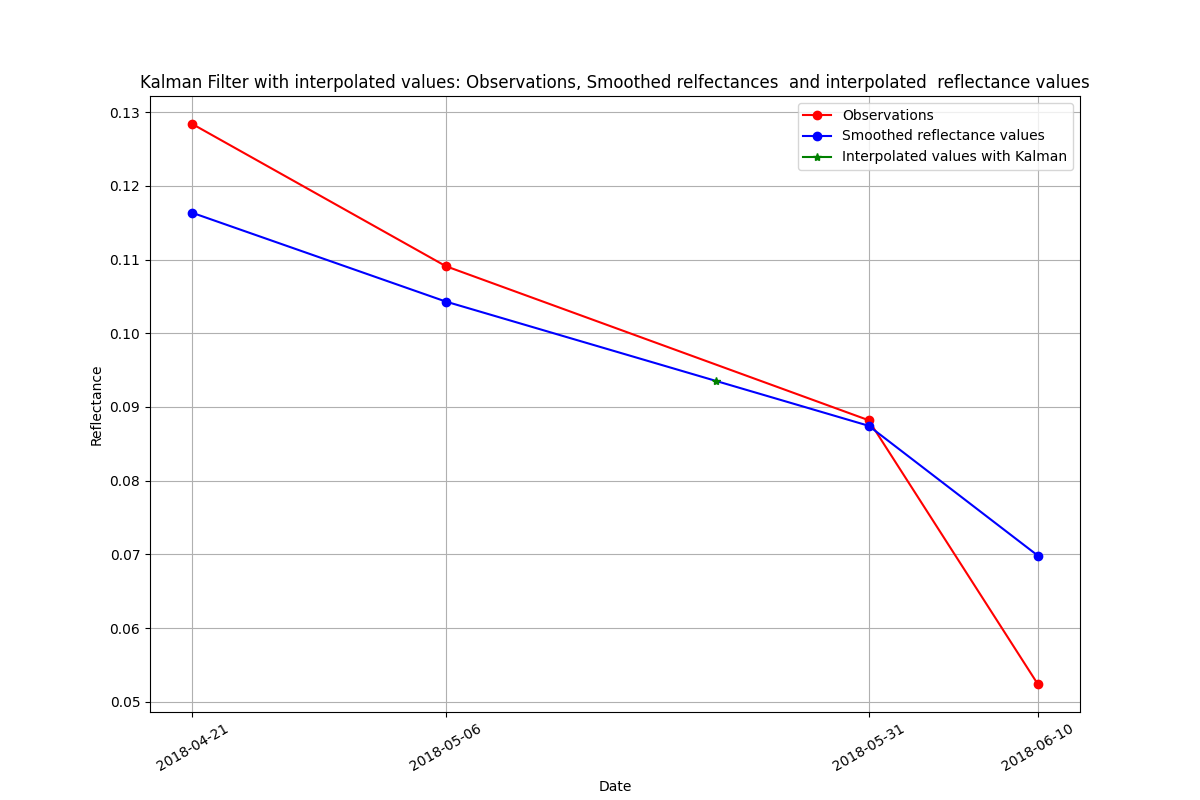 Kalman Filter with interpolated values: Observations, Smoothed relfectances  and interpolated  reflectance values
Observations
Smoothed reflectance values
Interpolated values with Kalman
0.13
0.12
0.11
0.10
0.09
0.08
0.07
0.06
0.05
Reflectance
2018-04-21
2018-05-06
2018-05-31
2018-06-10
Date